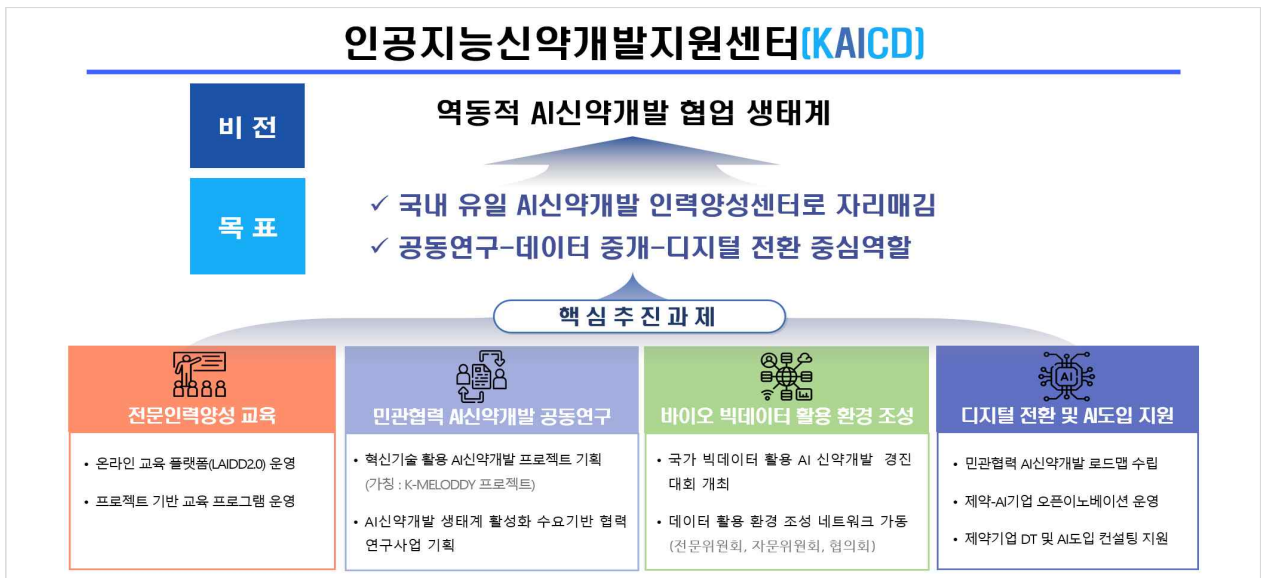 인공지능신약개발지원센터(KAICD)
비 전
역동적 AI신약개발 협업 생태계
목 표
✓ 국내 유일 AI신약개발 인력양성센터로 자리매김
✓ 공동연구-데이터 중개-디지털 전환 중심역할
핵 심 추 진 과 제
전문인력양성 교육
• 온라인 교육 플랫폼(LAIDD2.0) 운영
• 프로젝트 기반 교육 프로그램 운영
민관협력 AI신약개발 공동연구
• 혁신기술 활용 AI신약개발 프로젝트 기획
(가칭 : K-MELODDY 프로젝트)
• AI신약개발 생태계 활성화 수요기반 협력
연구사업 기획
바이오 빅데이터 활용 환경 조성
• 국가 빅데이터 활용 AI 신약개발 경진
대회 개최
• 데이터 활용 환경 조성 네트워크 가동
(전문위원회, 자문위원회, 협의회)
AI
디지털 전환 및 AI도입 지원
• 민관협력 AI신약개발 로드맵 수립
• 제약-AI기업 오픈이노베이션 운영
• 제약기업 DT 및 AI도입 컨설팅 지원